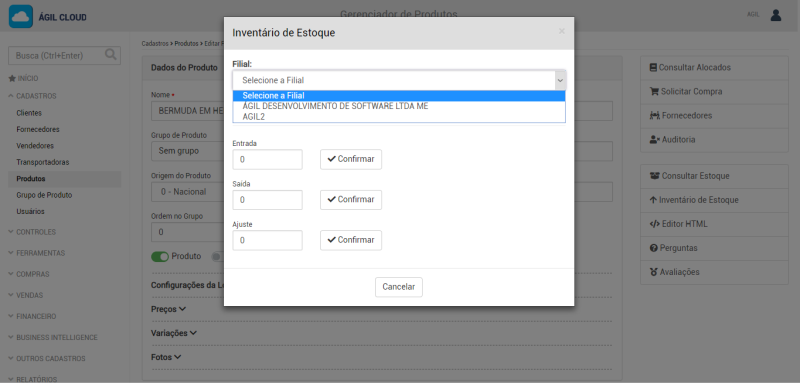 ÁGIL CLOUD
Gerenciador de Produtos
AGIL
Busca (Ctrl+Enter)
INÍCIO
CADASTROS
Clientes
Fornecedores
Vendedores
Transportadoras
Produtos
Grupo de Produto
Usuários
CONTROLES
FERRAMENTAS
COMPRAS
VENDAS
FINANCEIRO
BUSINESS INTELLIGENCE
OUTROS CADASTROS
RELATÓRIOS
Cadastros > Produtos > Editar
Dados do Produto
Nome
BERMUDA EM HE
Grupo de Produto
Sem grupo
Origem do Produto
0 - Nacional
Ordem no Grupo
0
Produto
Configurações da L
Preços
Variações
Fotos
Inventário de Estoque
×
Filial:
Selecione a Filial
Selecione a Filial
AGIL DESENVOLVIMENTO DE SOFTWARE LTDA ME
AGIL2
Entrada
0 Confirmar
Saida
0 Confirmar
Ajuste
0 Confirmar
Cancelar
Consultar Alocados
Solicitar Compra
Fornecedores
Auditoria
Consultar Estoque
Inventário de Estoque
Editor HTML
Perguntas
Avaliações